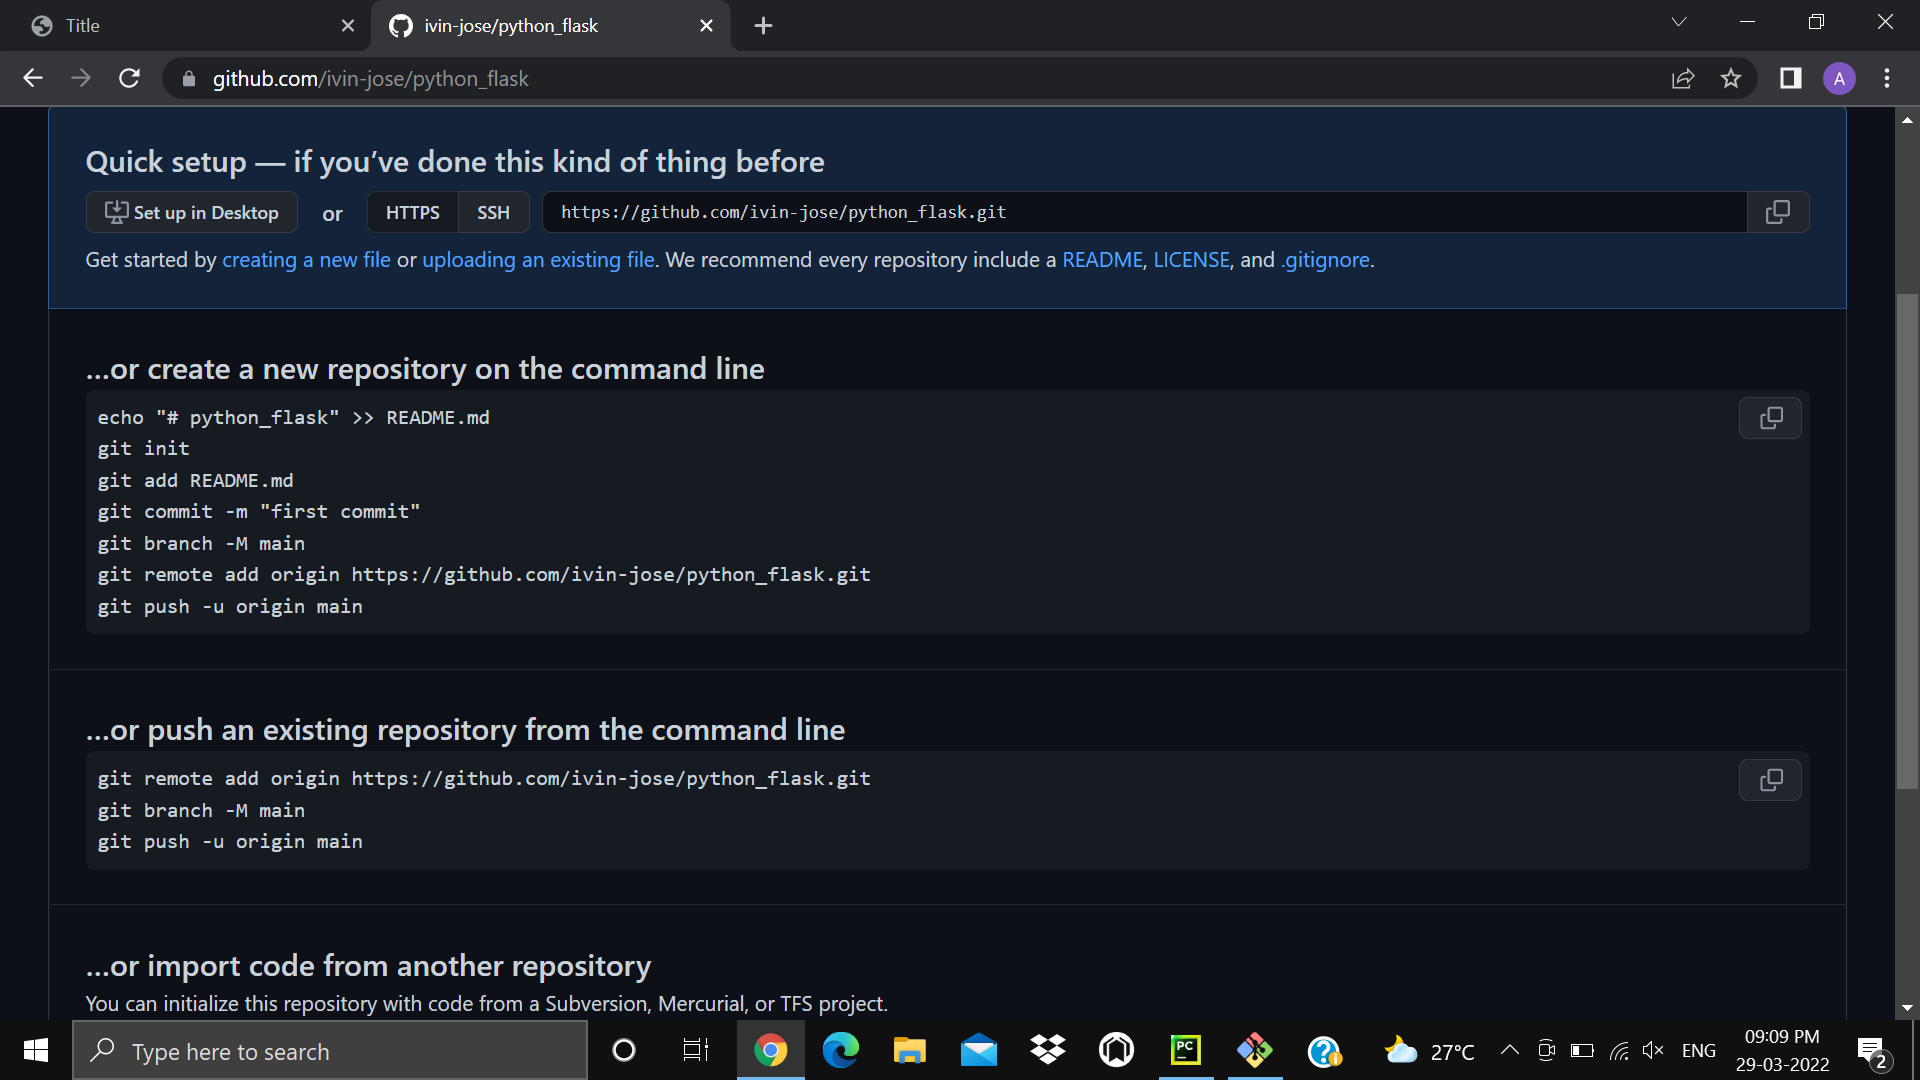 Title
ivin-jose/python_flask
github.com/ivin-jose/python_flask
A
Quick setup — if you’ve done this kind of thing before
Set up in Desktop or HTTPS SSH https://github.com/ivin-jose/python_flask.git
Get started by creating a new file or uploading an existing file. We recommend every repository include a README, LICENSE, and .gitignore.
...or create a new repository on the command line
echo "# python_flask" >> README.md
git init
git add README.md
git commit -m "first commit"
git branch -M main
git remote add origin https://github.com/ivin-jose/python_flask.git
git push -u origin main
...or push an existing repository from the command line
git remote add origin https://github.com/ivin-jose/python_flask.git
git branch -M main
git push -u origin main
...or import code from another repository
You can initialize this repository with code from a Subversion, Mercurial, or TFS project.
Type here to search
PC
27°C
ENG
09:09 PM
29-03-2022
2